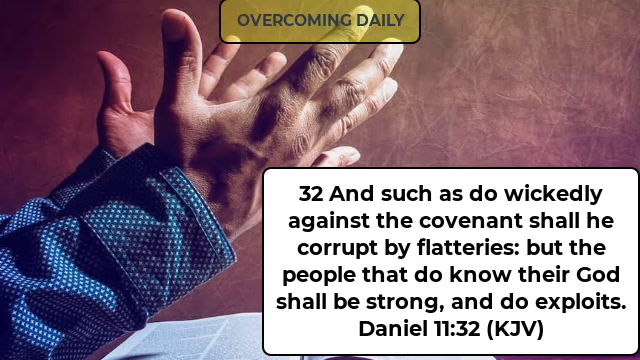 OVERCOMING DAILY
32 And such as do wickedly
against the covenant shall he
corrupt by flatteries: but the
people that do know their God
shall be strong, and do exploits.
Daniel 11:32 (KJV)